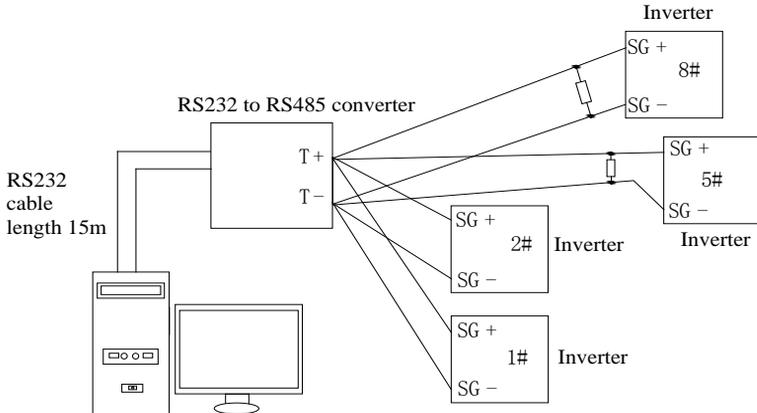 Inverter
SG +
8#
SG −
RS232 to RS485 converter
T +
T −
SG +
5#
SG −
Inverter
RS232
cable
length 15m
SG +
2#
SG −
Inverter
SG +
1#
SG −
Inverter